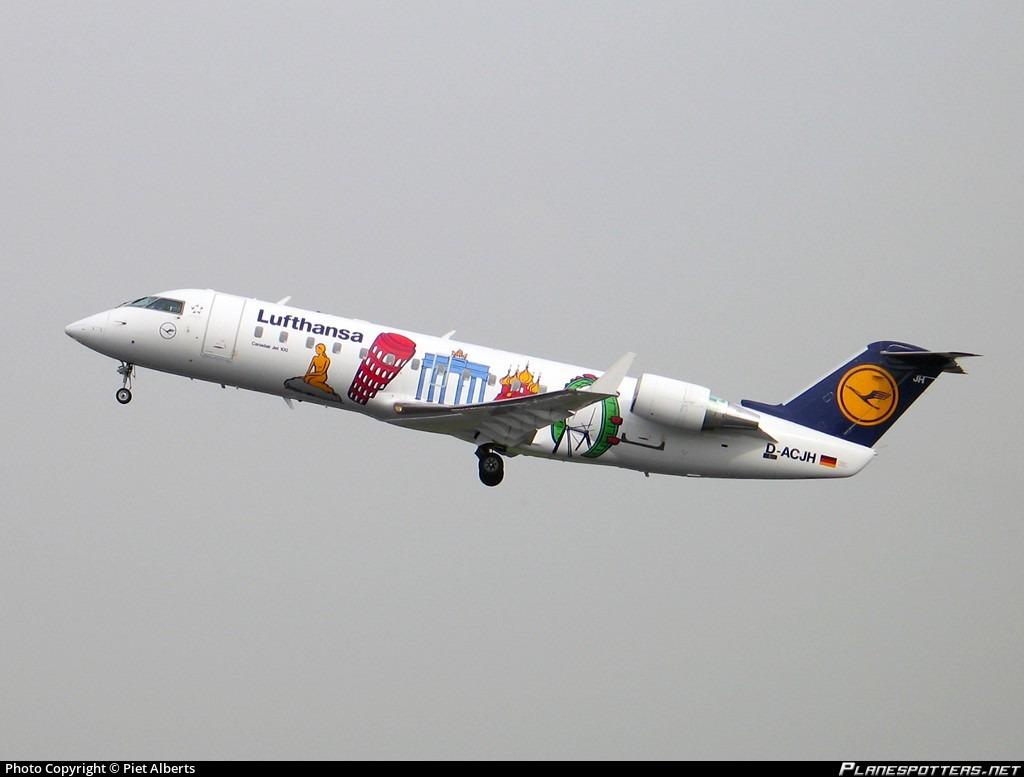 Lufthansa
Canadair Jet 100
JH
D-ACJH
Photo Copyright © Piet Alberts
PLANESPOTTERS.NET